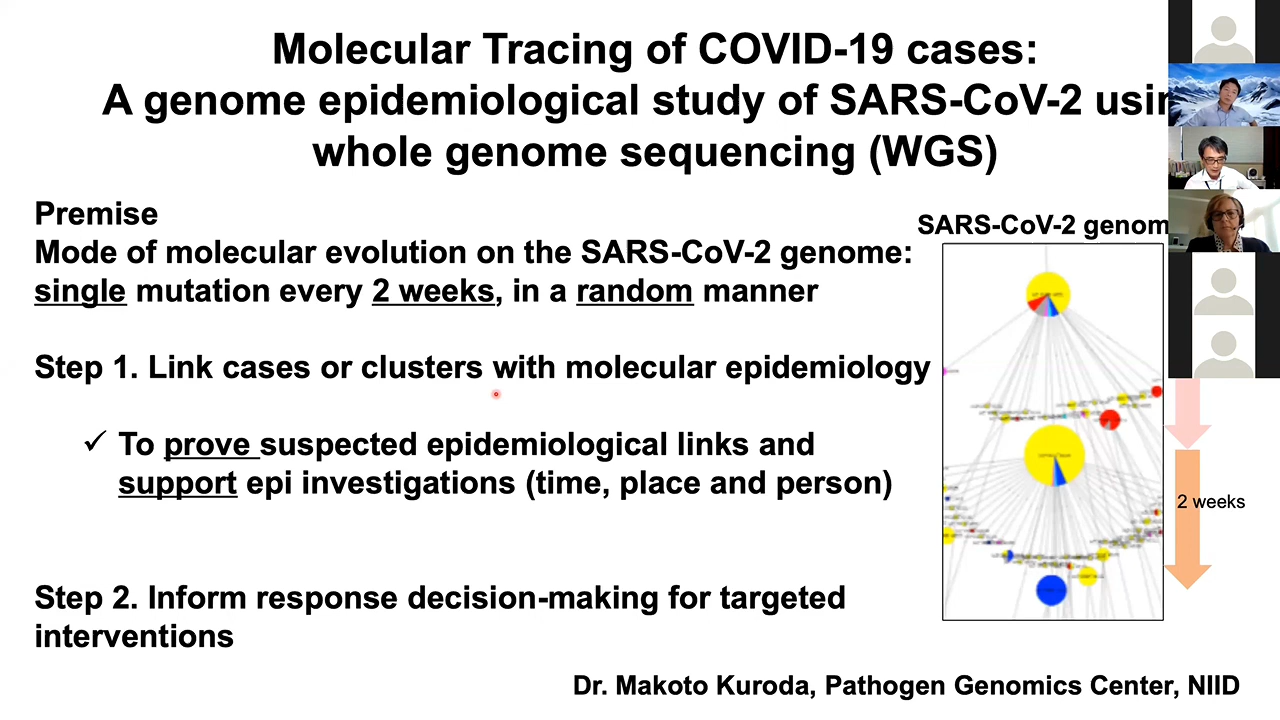 Molecular Tracing of COVID-19 cases:
A genome epidemiological study of SARS-CoV-2 usin
whole genome sequencing (WGS)
Premise
Mode of molecular evolution on the SARS-CoV-2 genome:
single mutation every 2 weeks, in a random manner
SARS-CoV-2 genom
Step 1. Link cases or clusters with molecular epidemiology
✓ To prove suspected epidemiological links and
support epi investigations (time, place and person)
2 weeks
Step 2. Inform response decision-making for targeted
interventions
Dr. Makoto Kuroda, Pathogen Genomics Center, NIID